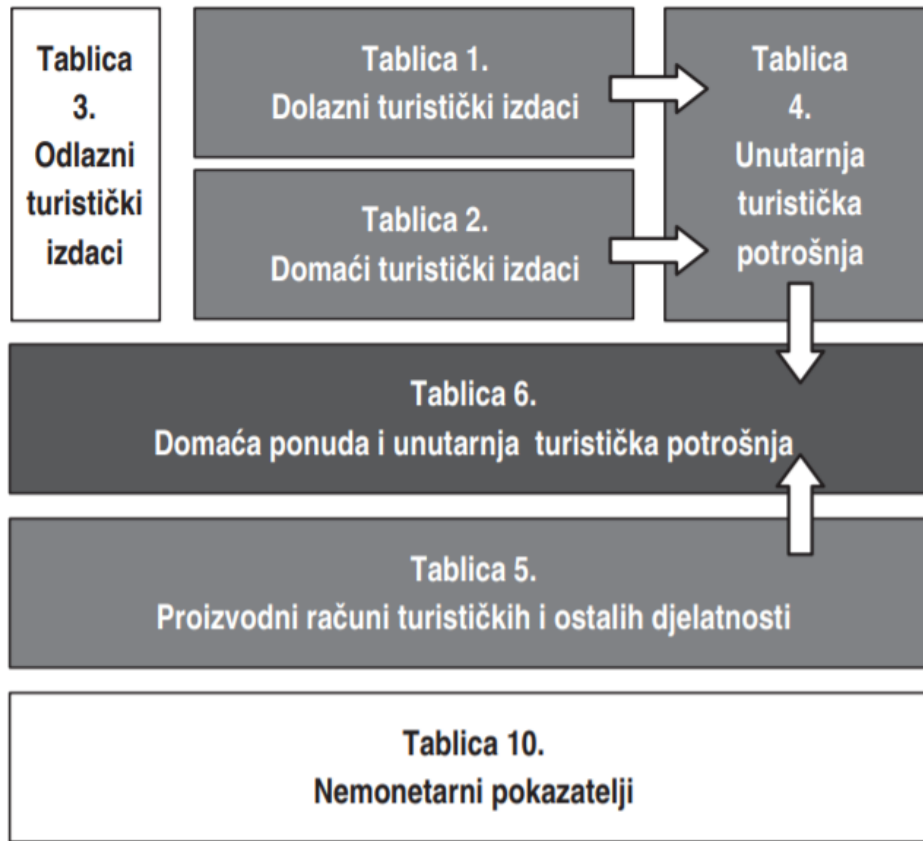 Tablica
3.
Odlazni
turistički
izdaci
Tablica 1.
Dolazni turistički izdaci
Tablica 2.
Domaći turistički izdaci
Tablica
4.
Unutarnja
turistička
potrošnja
Tablica 6.
Domaća ponuda i unutarnja turistička potrošnja
Tablica 5.
Proizvodni računi turističkih i ostalih djelatnosti
Tablica 10.
Nemonetarni pokazatelji